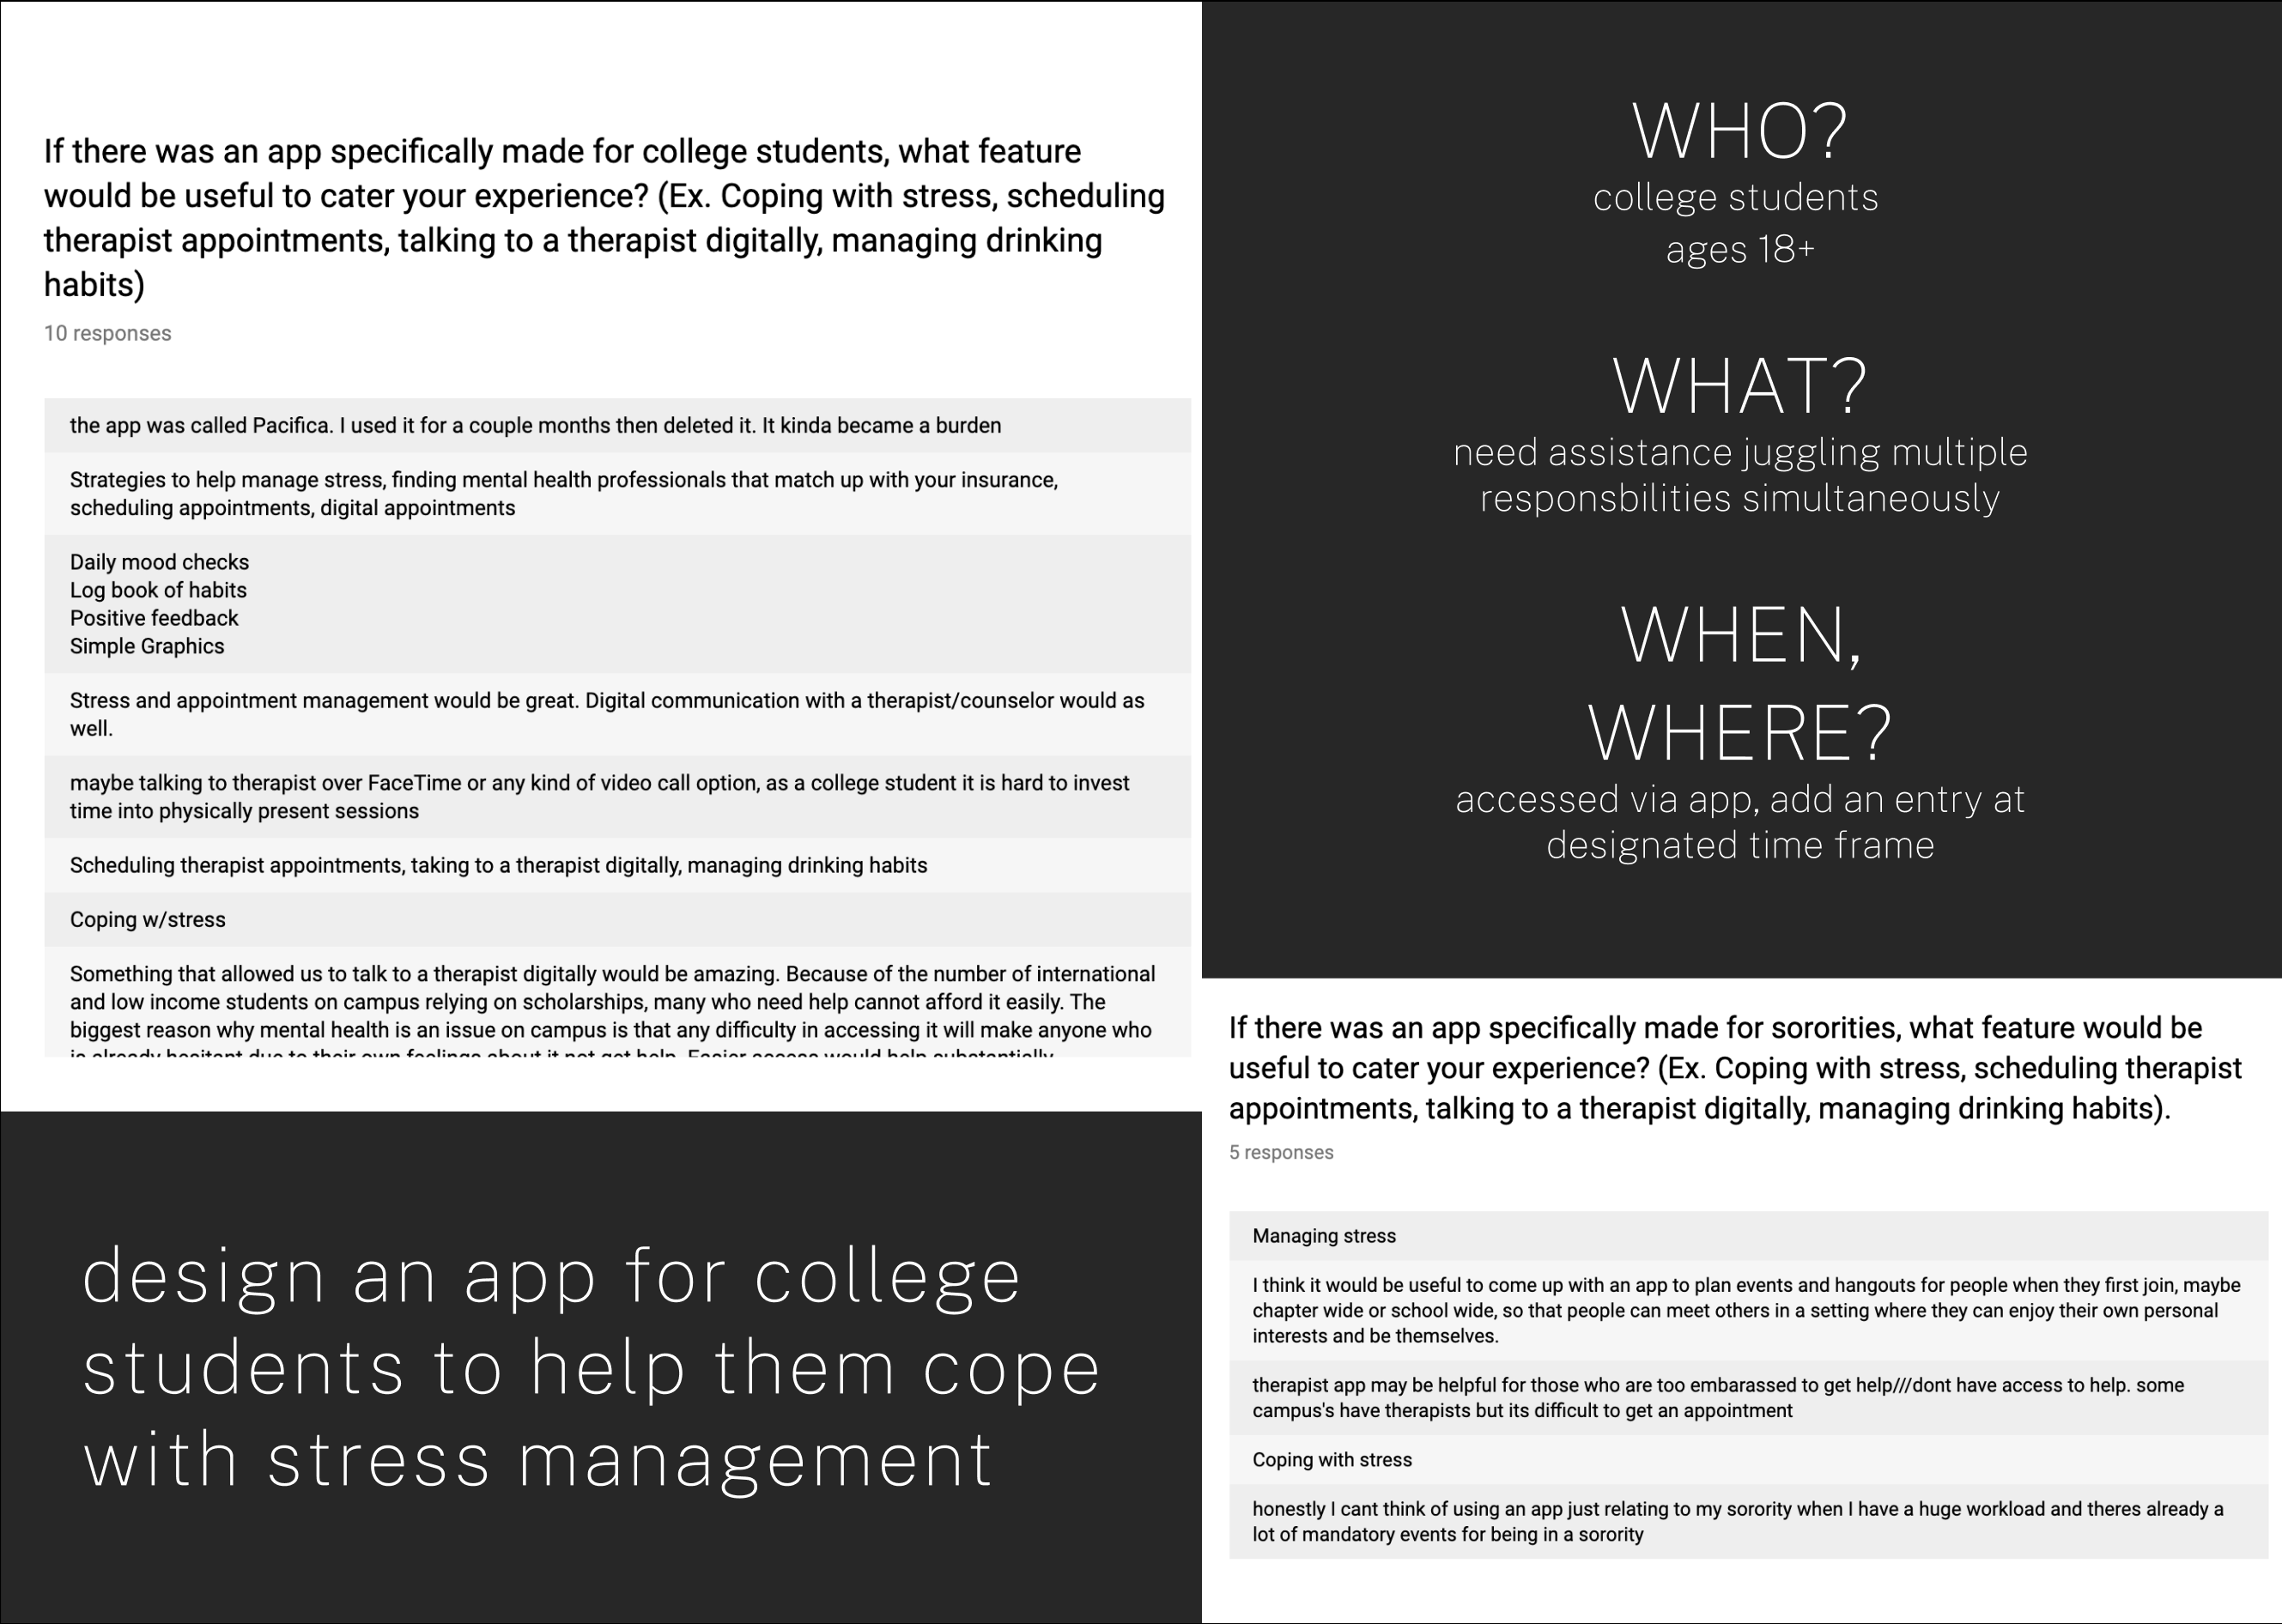 If there was an app specifically made for college students, what feature
would be useful to cater your experience? (Ex. Coping with stress, scheduling
therapist appointments, talking to a therapist digitally, managing drinking
habits)
10 responses
the app was called Pacifica. I used it for a couple months then deleted it. It kinda became a burden
Strategies to help manage stress, finding mental health professionals that match up with your insurance,
scheduling appointments, digital appointments
Daily mood checks
Log book of habits
Positive feedback
Simple Graphics
Stress and appointment management would be great. Digital communication with a therapist/counselor would as
well.
maybe talking to therapist over FaceTime or any kind of video call option, as a college student it is hard to invest
time into physically present sessions
Scheduling therapist appointments, taking to a therapist digitally, managing drinking habits
Coping w/stress
Something that allowed us to talk to a therapist digitally would be amazing. Because of the number of international
and low income students on campus relying on scholarships, many who need help cannot afford it easily. The
biggest reason why mental health is an issue on campus is that any difficulty in accessing it will make anyone who
is already hesitant due to their own feelings about it not get help. Easier access would help substantially.
design an app for college
students to help them cope
with stress management
WHO?
college students
ages 18+
WHAT?
need assistance juggling multiple
responsbilities simultaneously
WHEN,
WHERE?
accessed via app, add an entry at
designated time frame
If there was an app specifically made for sororities, what feature would be
useful to cater your experience? (Ex. Coping with stress, scheduling therapist
appointments, talking to a therapist digitally, managing drinking habits).
5 responses
Managing stress
I think it would be useful to come up with an app to plan events and hangouts for people when they first join, maybe
chapter wide or school wide, so that people can meet others in a setting where they can enjoy their own personal
interests and be themselves.
therapist app may be helpful for those who are too embarassed to get help///dont have access to help. some
campus's have therapists but its difficult to get an appointment
Coping with stress
honestly I cant think of using an app just relating to my sorority when I have a huge workload and theres already a
lot of mandatory events for being in a sorority